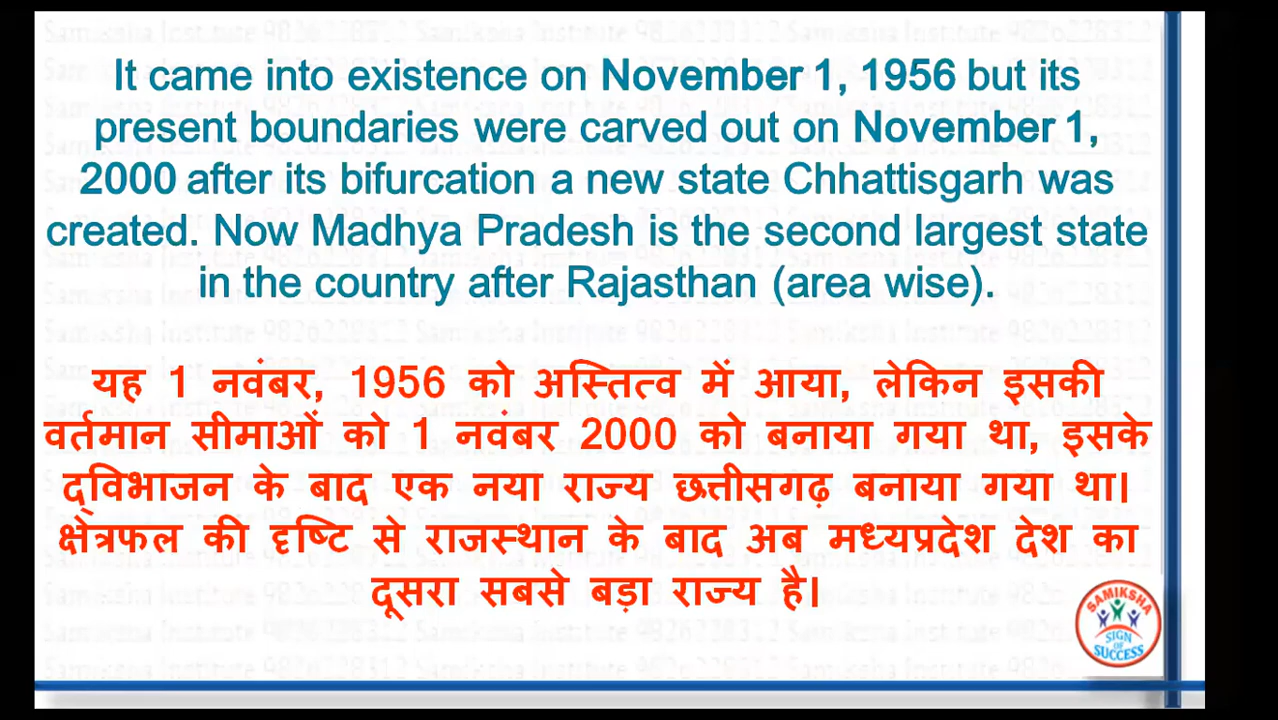 It came into existence on November 1, 1956 but its
present boundaries were carved out on November 1,
2000 after its bifurcation a new state Chhattisgarh was
created. Now Madhya Pradesh is the second largest state
in the country after Rajasthan (area wise).
यह 1 नवंबर, 1956 को अस्तित्व में आया, लेकिन इसकी
वर्तमान सीमाओं को 1 नवंबर 2000 को बनाया गया था, इसके
द्विभाजन के बाद एक नया राज्य छत्तीसगढ़ बनाया गया था।
क्षेत्रफल की दृष्टि से राजस्थान के बाद अब मध्यप्रदेश देश का
दूसरा सबसे बड़ा राज्य है।
SAMIKSHA
SIGN
OF
SUCCESS